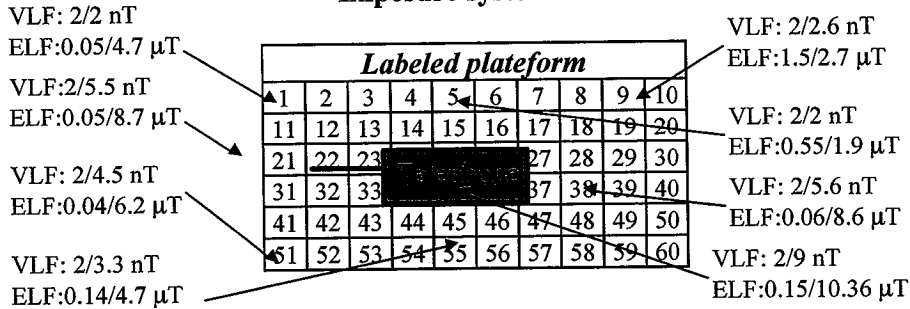 VLF: 2/2 nT
ELF:0.05/4.7 µT
VLF:2/5.5 nT
ELF:0.05/8.7 µT
VLF: 2/4.5 nT
ELF:0.04/6.2 µT
VLF: 2/3.3 nT
ELF:0.14/4.7 µT
Labeled plateform
1 2 3 4 5 6 7 8 9 10
11 12 13 14 15 16 17 18 19 20
21 22 23 27 28 29 30
31 32 33 37 38 39 40
41 42 43 44 45 46 47 48 49 50
51 52 53 54 55 56 57 58 59 60
Telephone
VLF: 2/2.6 nT
ELF:1.5/2.7 µT
VLF: 2/2 nT
ELF:0.55/1.9 µT
VLF: 2/5.6 nT
ELF:0.06/8.6 µT
VLF: 2/9 nT
ELF:0.15/10.36 µT